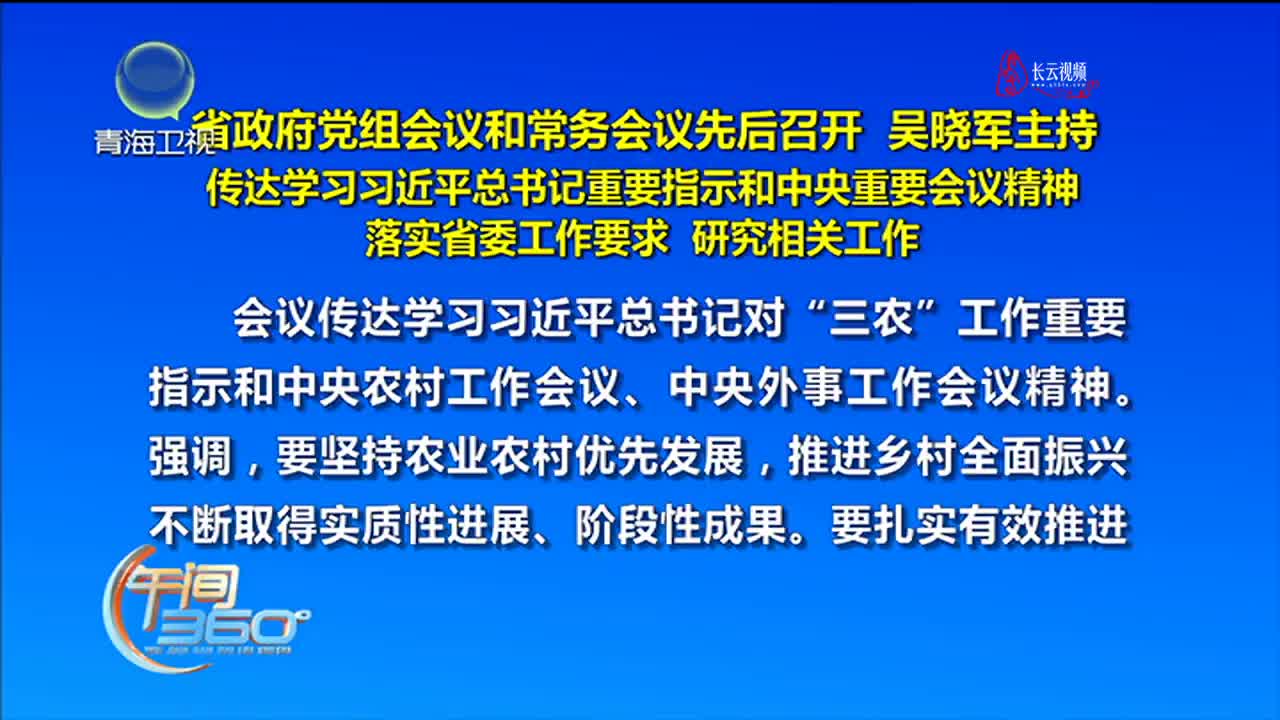 长云视频
青海卫视
省政府党组会议和常务会议先后召开 吴晓军主持
传达学习习近平总书记重要指示和中央重要会议精神
落实省委工作要求 研究相关工作
会议传达学习习近平总书记对“三农”工作重要
指示和中央农村工作会议、中央外事工作会议精神。
强调，要坚持农业农村优先发展，推进乡村全面振兴
不断取得实质性进展、阶段性成果。要扎实有效推进
午间
360°